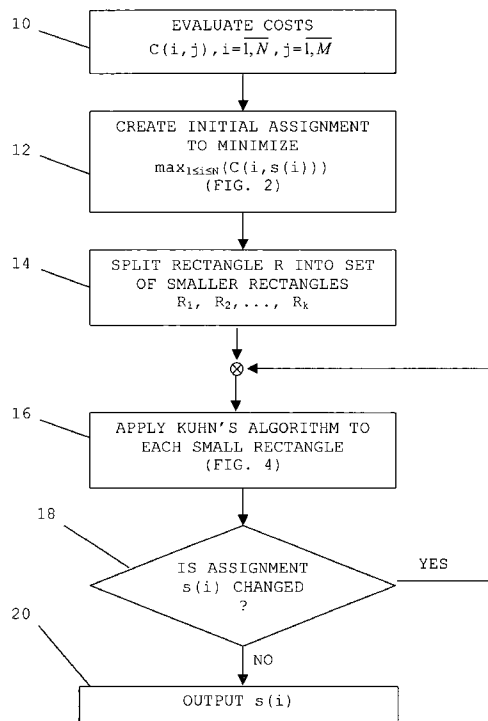 10
EVALUATE COSTS
C(i,j), i=1,N, j=1,M
12
CREATE INITIAL ASSIGNMENT
TO MINIMIZE
max1≤i≤N(C(i,s(i)))
(FIG. 2)
14
SPLIT RECTANGLE R INTO SET
OF SMALLER RECTANGLES
R1, R2,..., Rk
16
APPLY KUHN'S ALGORITHM TO
EACH SMALL RECTANGLE
(FIG. 4)
18
IS ASSIGNMENT
s(i) CHANGED
?
YES
NO
20
OUTPUT s(i)